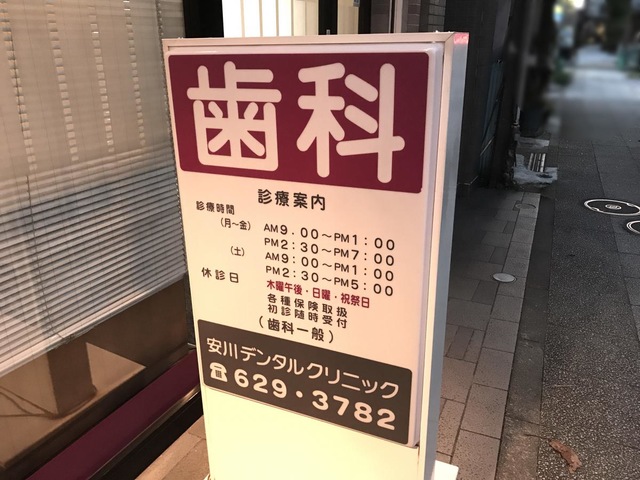 歯科
診療案内
診療時間
(月〜金) AM9.00〜PM1:00
PM2:30〜PM7:00
(土) AM9:00〜PM1:00
PM2:30〜PM5:00
休診日 木曜午後・日曜・祝祭日
各種保険取扱
初診随時受付
(歯科一般)
安川デンタルクリニック
☎629・3782